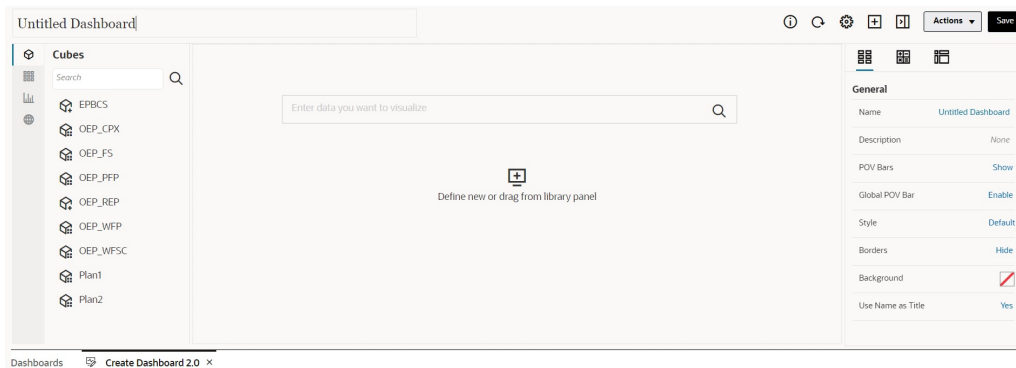 Untitled Dashboard
Actions
Save
Cubes
Search
EPBCS
OEP_CPX
OEP_FS
OEP_PFP
OEP_REP
OEP_WFP
OEP_WFSC
Plan1
Plan2
Enter data you want to visualize
Define new or drag from library panel
General
Name Untitled Dashboard
Description None
POV Bars Show
Global POV Bar Enable
Style Default
Borders Hide
Background
Use Name as Title Yes
Dashboards Create Dashboard 2.0 ×